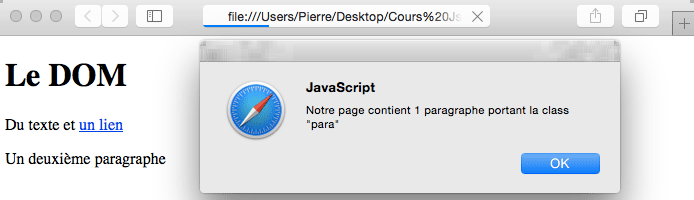 file:///Users/Pierre/Desktop/Cours%20Js
Le DOM
Du texte et un lien
Un deuxième paragraphe
JavaScript
Notre page contient 1 paragraphe portant la class
"para"
OK